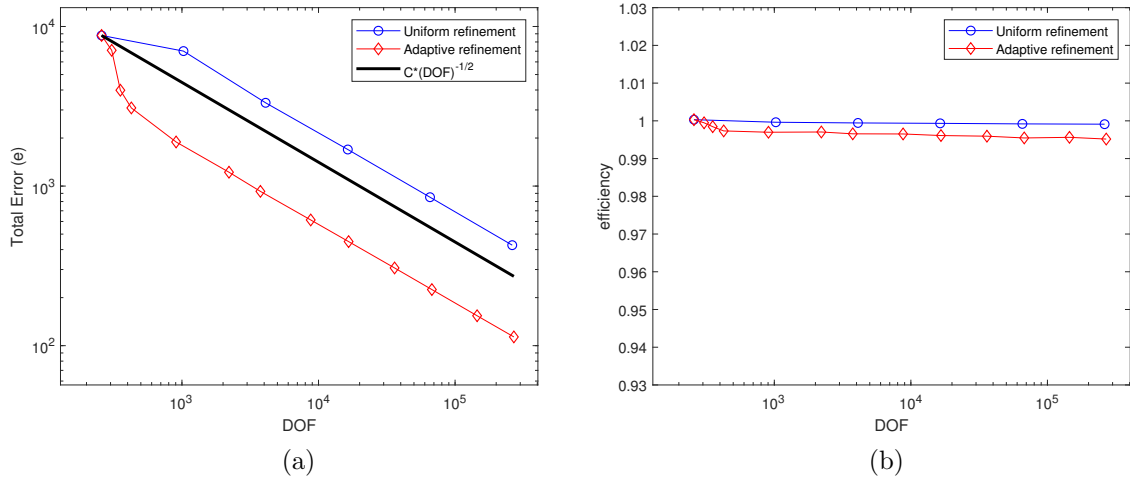 10^4
10^3
10^2
10^3
10^4
10^5
DOF
Total Error (e)
Uniform refinement
Adaptive refinement
C*(DOF)^-1/2
(a)
1.03
1.02
1.01
1
0.99
0.98
0.97
0.96
0.95
0.94
0.93
10^3
10^4
10^5
DOF
efficiency
Uniform refinement
Adaptive refinement
(b)